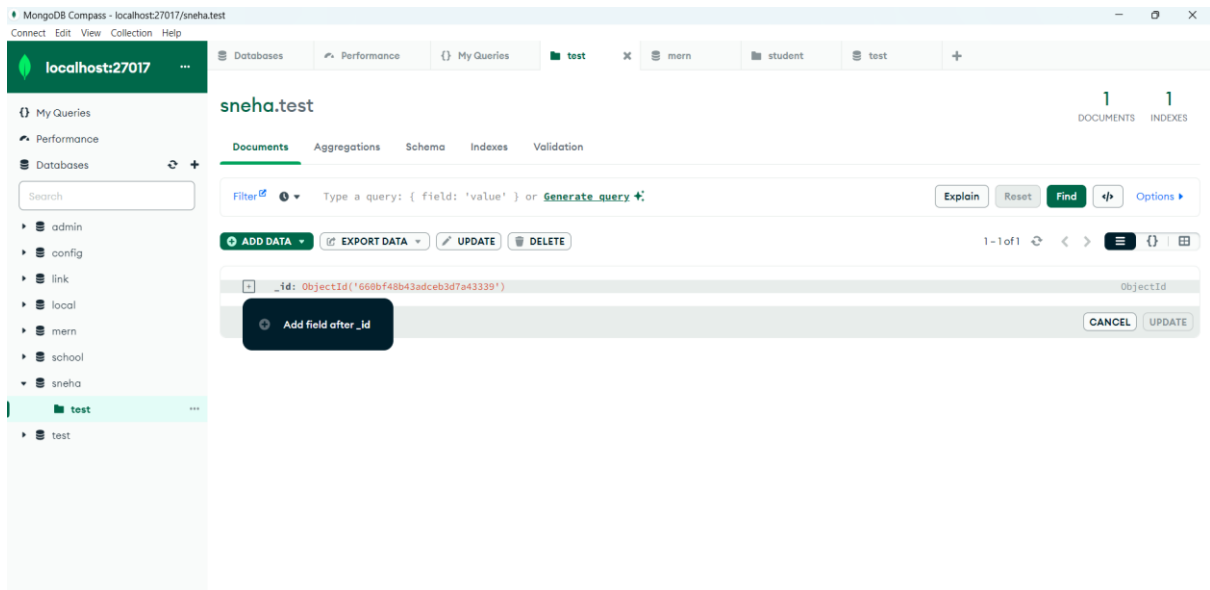 MongoDB Compass - localhost:27017/sneha.test
Connect Edit View Collection Help
localhost:27017 ...
{} My Queries
Performance
Databases
Search
admin
config
link
local
mern
school
sneha
test
test
Databases Performance {} My Queries test mern student test
sneha.test
1 DOCUMENTS 1 INDEXES
Documents Aggregations Schema Indexes Validation
Filter Type a query: { field: 'value' } or Generate query Explain Reset Find </> Options
ADD DATA EXPORT DATA UPDATE DELETE 1-1 of 1 {}
_id: ObjectId('660bf48b43adceb3d7a43339') ObjectId
Add field after _id
CANCEL UPDATE